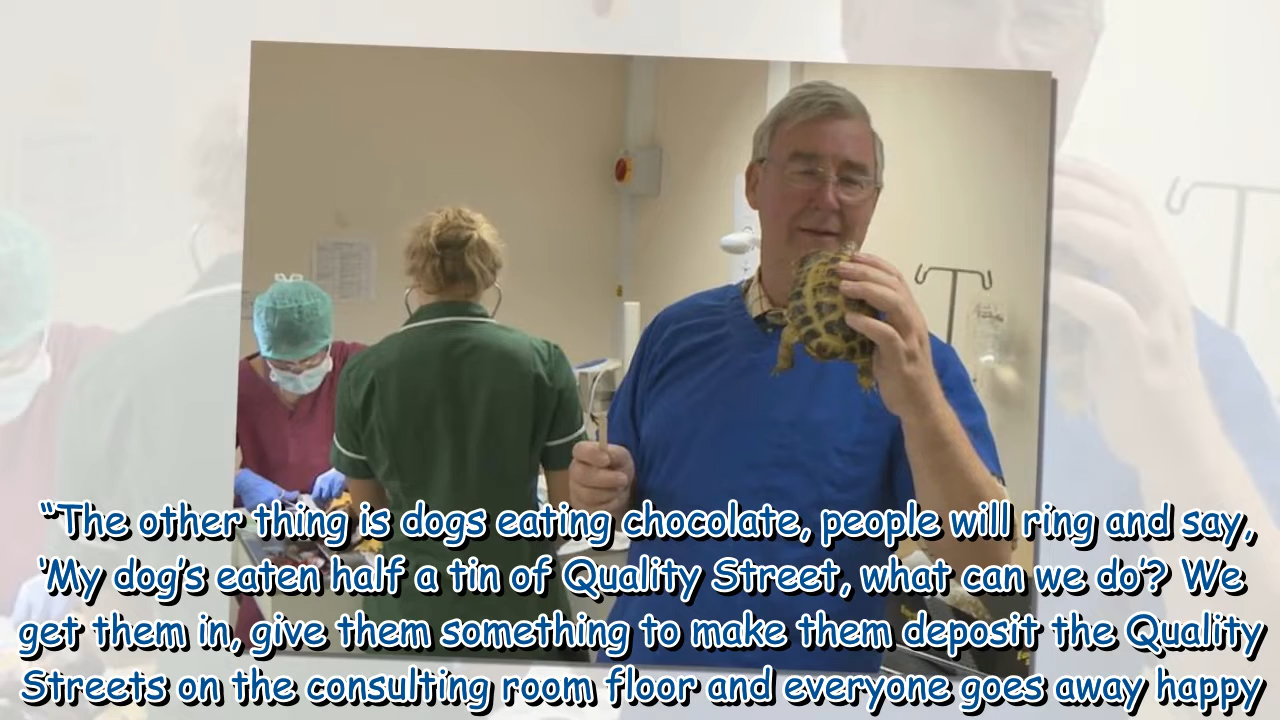 “The other thing is dogs eating chocolate, people will ring and say,
‘My dog’s eaten half a tin of Quality Street, what can we do’? We
get them in, give them something to make them deposit the Quality
Streets on the consulting room floor and everyone goes away happy